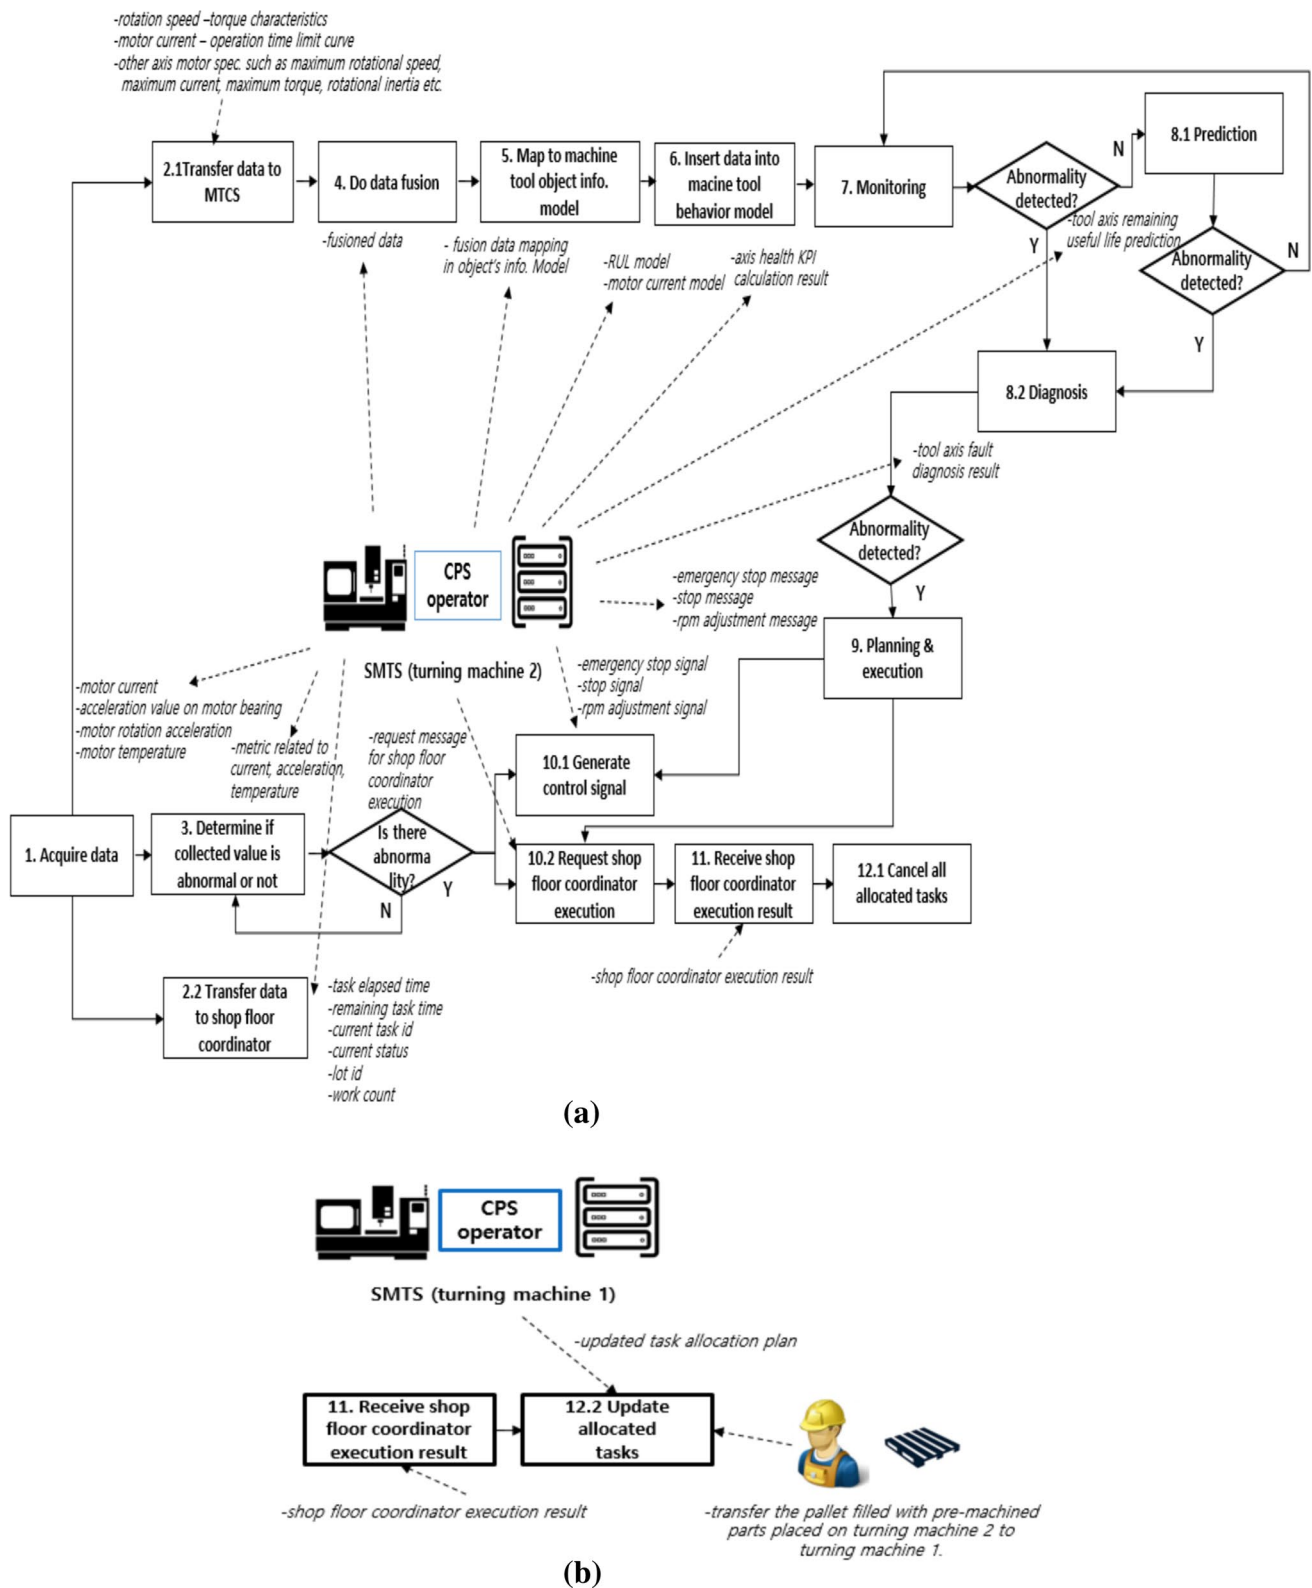 -rotation speed –torque characteristics
-motor current – operation time limit curve
-other axis motor spec. such as maximum rotational speed,
maximum current, maximum torque, rotational inertia etc.
2.1Transfer data to
MTCS
4. Do data fusion
5. Map to machine
tool object info.
model
6. Insert data into
macine tool
behavior model
7. Monitoring
Abnormality
detected?
N
Y
8.1 Prediction
-tool axis remaining
useful life prediction
Abnormality
detected?
N
Y
-fusioned data
- fusion data mapping
in object's info. Model
-RUL model
-motor current model
-axis health KPI
calculation result
8.2 Diagnosis
-tool axis fault
diagnosis result
Abnormality
detected?
Y
CPS
operator
SMTS (turning machine 2)
-emergency stop message
-stop message
-rpm adjustment message
9. Planning &
execution
-emergency stop signal
-stop signal
-rpm adjustment signal
-motor current
-acceleration value on motor bearing
-motor rotation acceleration
-motor temperature
-metric related to
current, acceleration,
temperature
-request message
for shop floor
coordinator
execution
10.1 Generate
control signal
1. Acquire data
3. Determine if
collected value is
abnormal or not
Is there
abnorma
lity?
Y
N
10.2 Request shop
floor coordinator
execution
11. Receive shop
floor coordinator
execution result
12.1 Cancel all
allocated tasks
-shop floor coordinator execution result
2.2 Transfer data
to shop floor
coordinator
-task elapsed time
-remaining task time
-current task id
-current status
-lot id
-work count
(a)
CPS
operator
SMTS (turning machine 1)
-updated task allocation plan
11. Receive shop
floor coordinator
execution result
12.2 Update
allocated
tasks
-shop floor coordinator execution result
-transfer the pallet filled with pre-machined
parts placed on turning machine 2 to
turning machine 1.
(b)